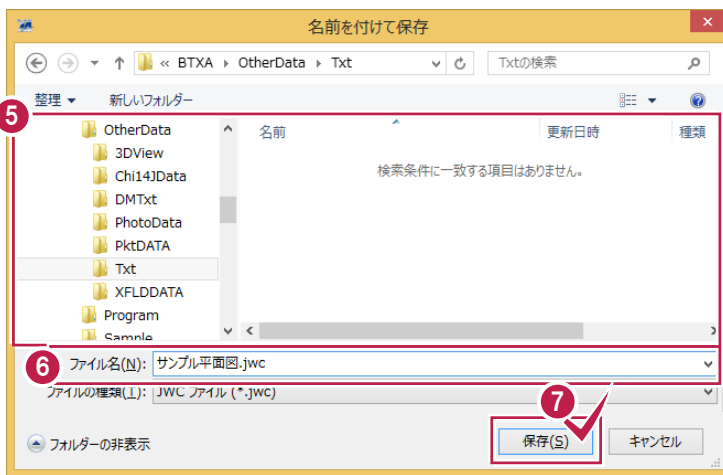 名前を付けて保存
« BTXA ▸ OtherData ▸ Txt
Txtの検索
整理 ▼ 新しいフォルダー
5
OtherData
3DView
Chi14JData
DMTxt
PhotoData
PktDATA
Txt
XFLDDATA
Program
Sample
名前 更新日時 種類
検索条件に一致する項目はありません。
6
ファイル名(N): サンプル平面図.jwc
ファイルの種類(T): JWC ファイル (*.jwc)
7
フォルダーの非表示
保存(S) キャンセル